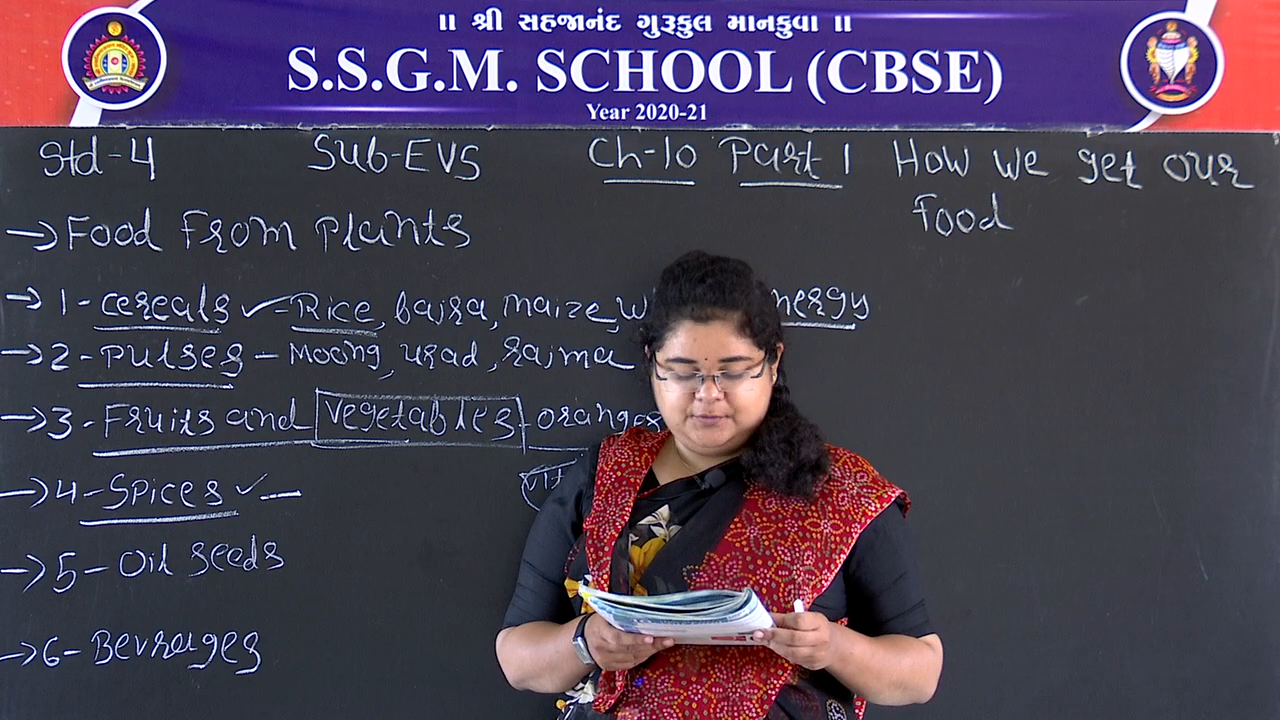 ॥ શ્રી સહજાનંદ ગુરૂકુલ માનકુવા ॥
S.S.G.M. SCHOOL (CBSE)
Year 2020-21
Std-4 Sub-EVS Ch-10 Part 1 How we get our
Food
→ Food From Plants
→ 1- cereals ✓ - Rice, bajra, maize, w nergy
→ 2- Pulses - Moong, urad, rajma
→ 3- Fruits and vegetables - oranges
→ 4- Spices ✓ -
→ 5- Oil seeds
→ 6- Bevrages